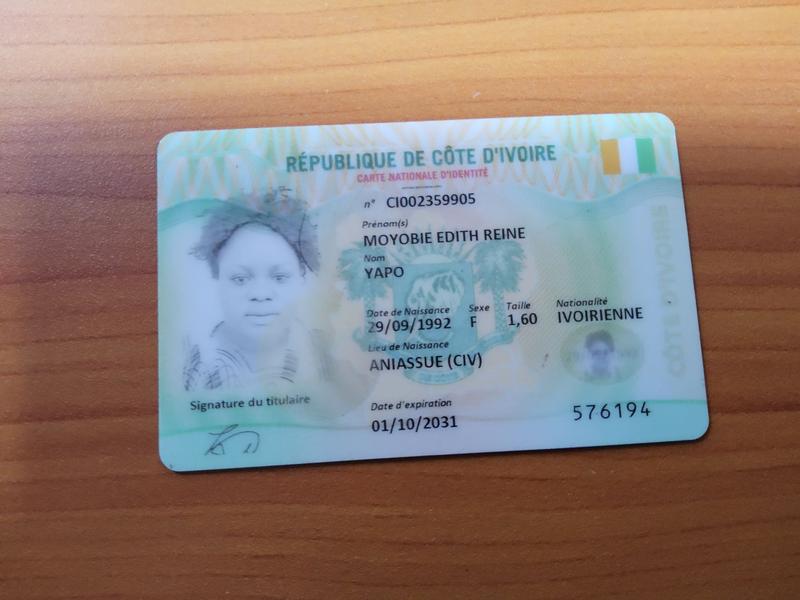 RÉPUBLIQUE DE CÔTE D'IVOIRE
CARTE NATIONALE D'IDENTITÉ
n° CI002359905
Prénom(s)
MOYOBIE EDITH REINE
Nom
YAPO
Date de Naissance Sexe Taille Nationalité
29/09/1992 F 1,60 IVOIRIENNE
Lieu de Naissance
ANIASSUE (CIV)
Signature du titulaire
Date d'expiration
01/10/2031
576194
CÔTE D'IVOIRE